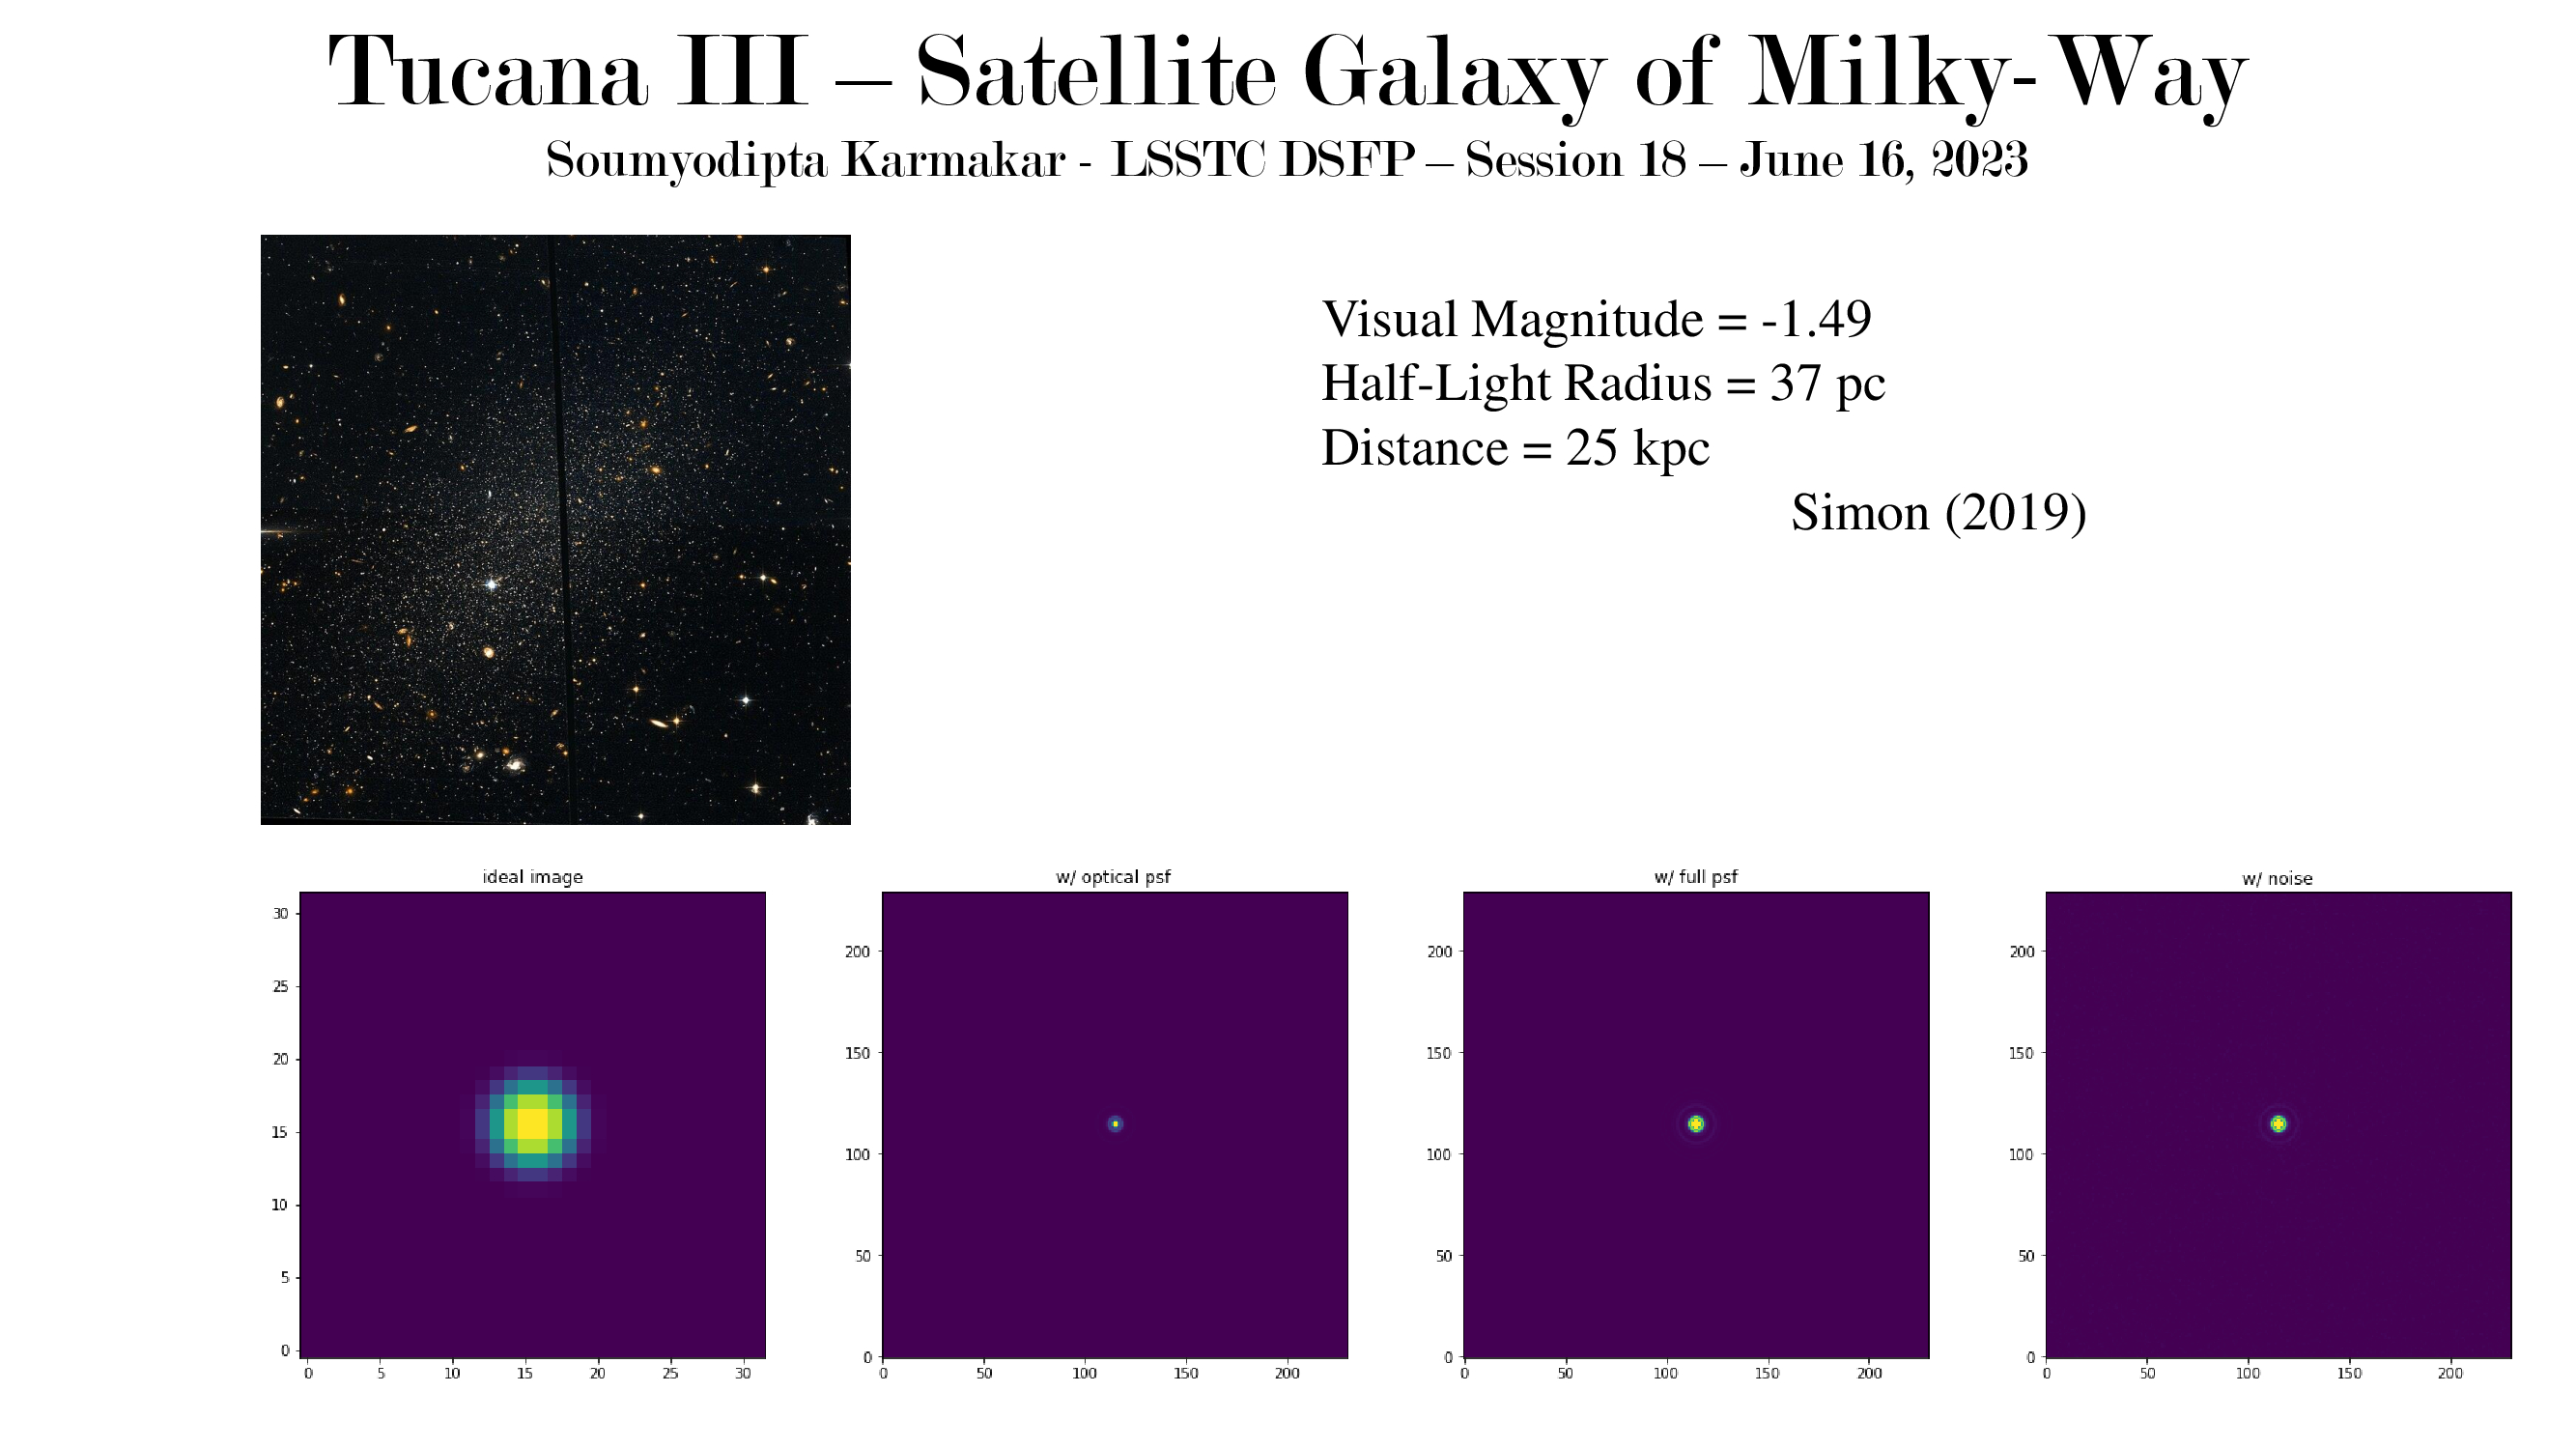 Tucana III – Satellite Galaxy of Milky-Way
Soumyodipta Karmakar - LSSTC DSFP – Session 18 – June 16, 2023
Visual Magnitude = -1.49
Half-Light Radius = 37 pc
Distance = 25 kpc
Simon (2019)
ideal image
30
25
20
15
10
5
0
0 5 10 15 20 25 30
w/ optical psf
200
150
100
50
0
0 50 100 150 200
w/ full psf
200
150
100
50
0
0 50 100 150 200
w/ noise
200
150
100
50
0
0 50 100 150 200